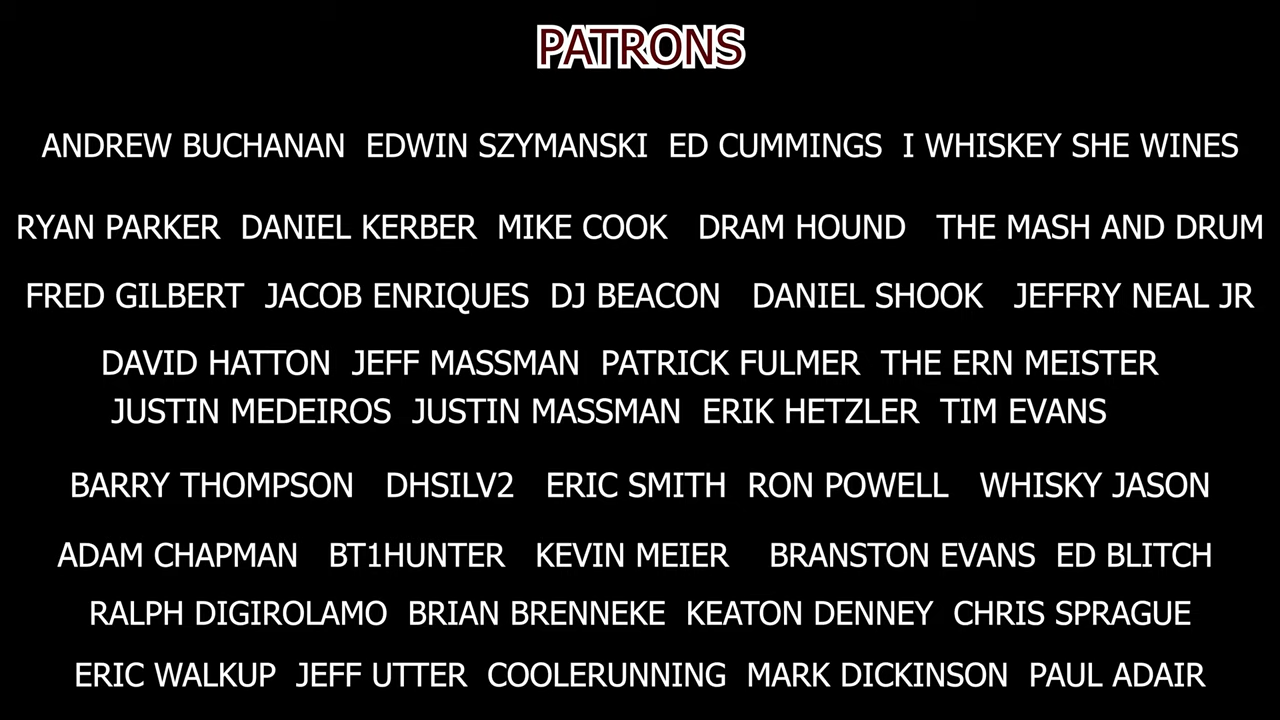 PATRONS
ANDREW BUCHANAN EDWIN SZYMANSKI ED CUMMINGS I WHISKEY SHE WINES
RYAN PARKER DANIEL KERBER MIKE COOK DRAM HOUND THE MASH AND DRUM
FRED GILBERT JACOB ENRIQUES DJ BEACON DANIEL SHOOK JEFFRY NEAL JR
DAVID HATTON JEFF MASSMAN PATRICK FULMER THE ERN MEISTER
JUSTIN MEDEIROS JUSTIN MASSMAN ERIK HETZLER TIM EVANS
BARRY THOMPSON DHSILV2 ERIC SMITH RON POWELL WHISKY JASON
ADAM CHAPMAN BT1HUNTER KEVIN MEIER BRANSTON EVANS ED BLITCH
RALPH DIGIROLAMO BRIAN BRENNEKE KEATON DENNEY CHRIS SPRAGUE
ERIC WALKUP JEFF UTTER COOLERUNNING MARK DICKINSON PAUL ADAIR